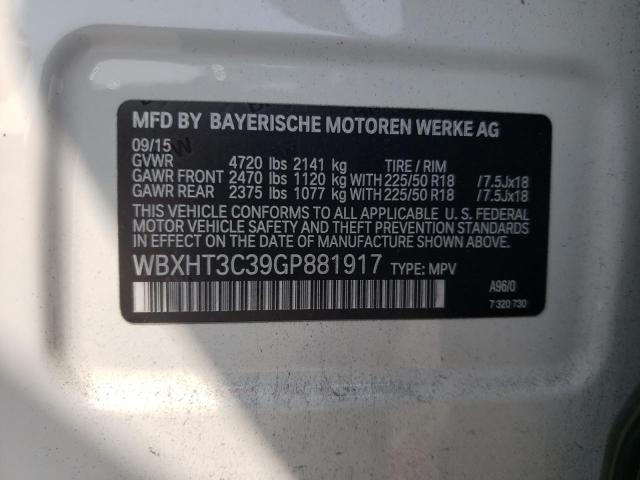 MFD BY BAYERISCHE MOTOREN WERKE AG
09/15
GVWR 4720 lbs 2141 kg TIRE / RIM
GAWR FRONT 2470 lbs 1120 kg WITH 225/50 R18 /7.5Jx18
GAWR REAR 2375 lbs 1077 kg WITH 225/50 R18 /7.5Jx18
THIS VEHICLE CONFORMS TO ALL APPLICABLE U. S. FEDERAL
MOTOR VEHICLE SAFETY, BUMPER, AND THEFT PREVENTION
STANDARDS IN EFFECT ON THE DATE OF MANUFACTURE SHOWN ABOVE.
WBXHT3C39GP881917 TYPE: MPV
A96/0
7 320 730